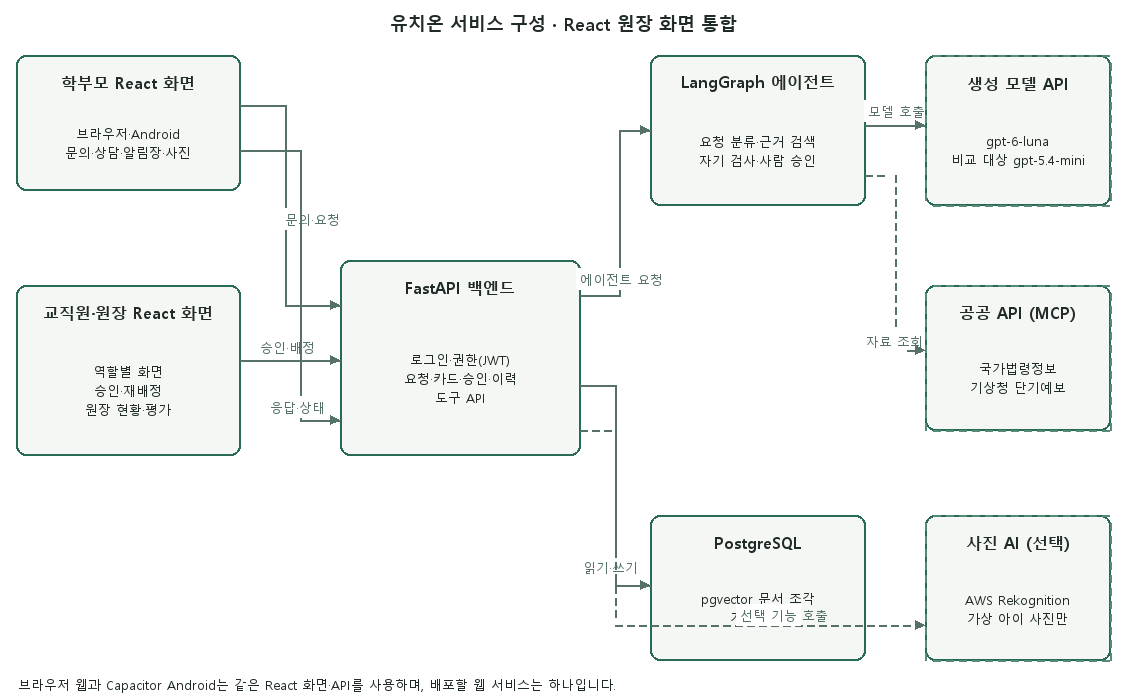 유치온 서비스 구성 · React 원장 화면 통합
학부모 React 화면
브라우저·Android
문의·상담·알림장·사진
교직원·원장 React 화면
역할별 화면
승인·재배정
원장 현황·평가
문의·요청
승인·배정
응답·상태
FastAPI 백엔드
로그인·권한(JWT)
요청·카드·승인·이력
도구 API
에이전트 요청
LangGraph 에이전트
요청 분류·근거 검색
자기 검사·사람 승인
모델 호출
생성 모델 API
gpt-6-luna
비교 대상 gpt-5.4-mini
자료 조회
공공 API (MCP)
국가법령정보
기상청 단기예보
읽기·쓰기
PostgreSQL
pgvector 문서 조각
선택 기능 호출
사진 AI (선택)
AWS Rekognition
가상 아이 사진만
브라우저 웹과 Capacitor Android는 같은 React 화면·API를 사용하며, 배포할 웹 서비스는 하나입니다.